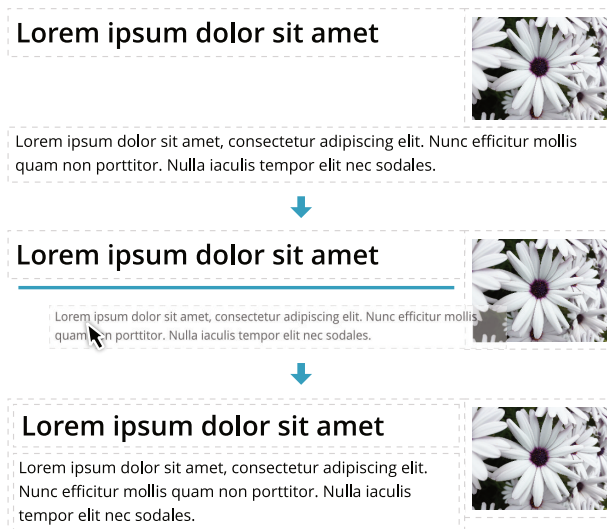 Lorem ipsum dolor sit amet
Lorem ipsum dolor sit amet, consectetur adipiscing elit. Nunc efficitur mollis
quam non porttitor. Nulla iaculis tempor elit nec sodales.
Lorem ipsum dolor sit amet
Lorem ipsum dolor sit amet, consectetur adipiscing elit. Nunc efficitur mollis
quam non porttitor. Nulla iaculis tempor elit nec sodales.
Lorem ipsum dolor sit amet
Lorem ipsum dolor sit amet, consectetur adipiscing elit.
Nunc efficitur mollis quam non porttitor. Nulla iaculis
tempor elit nec sodales.